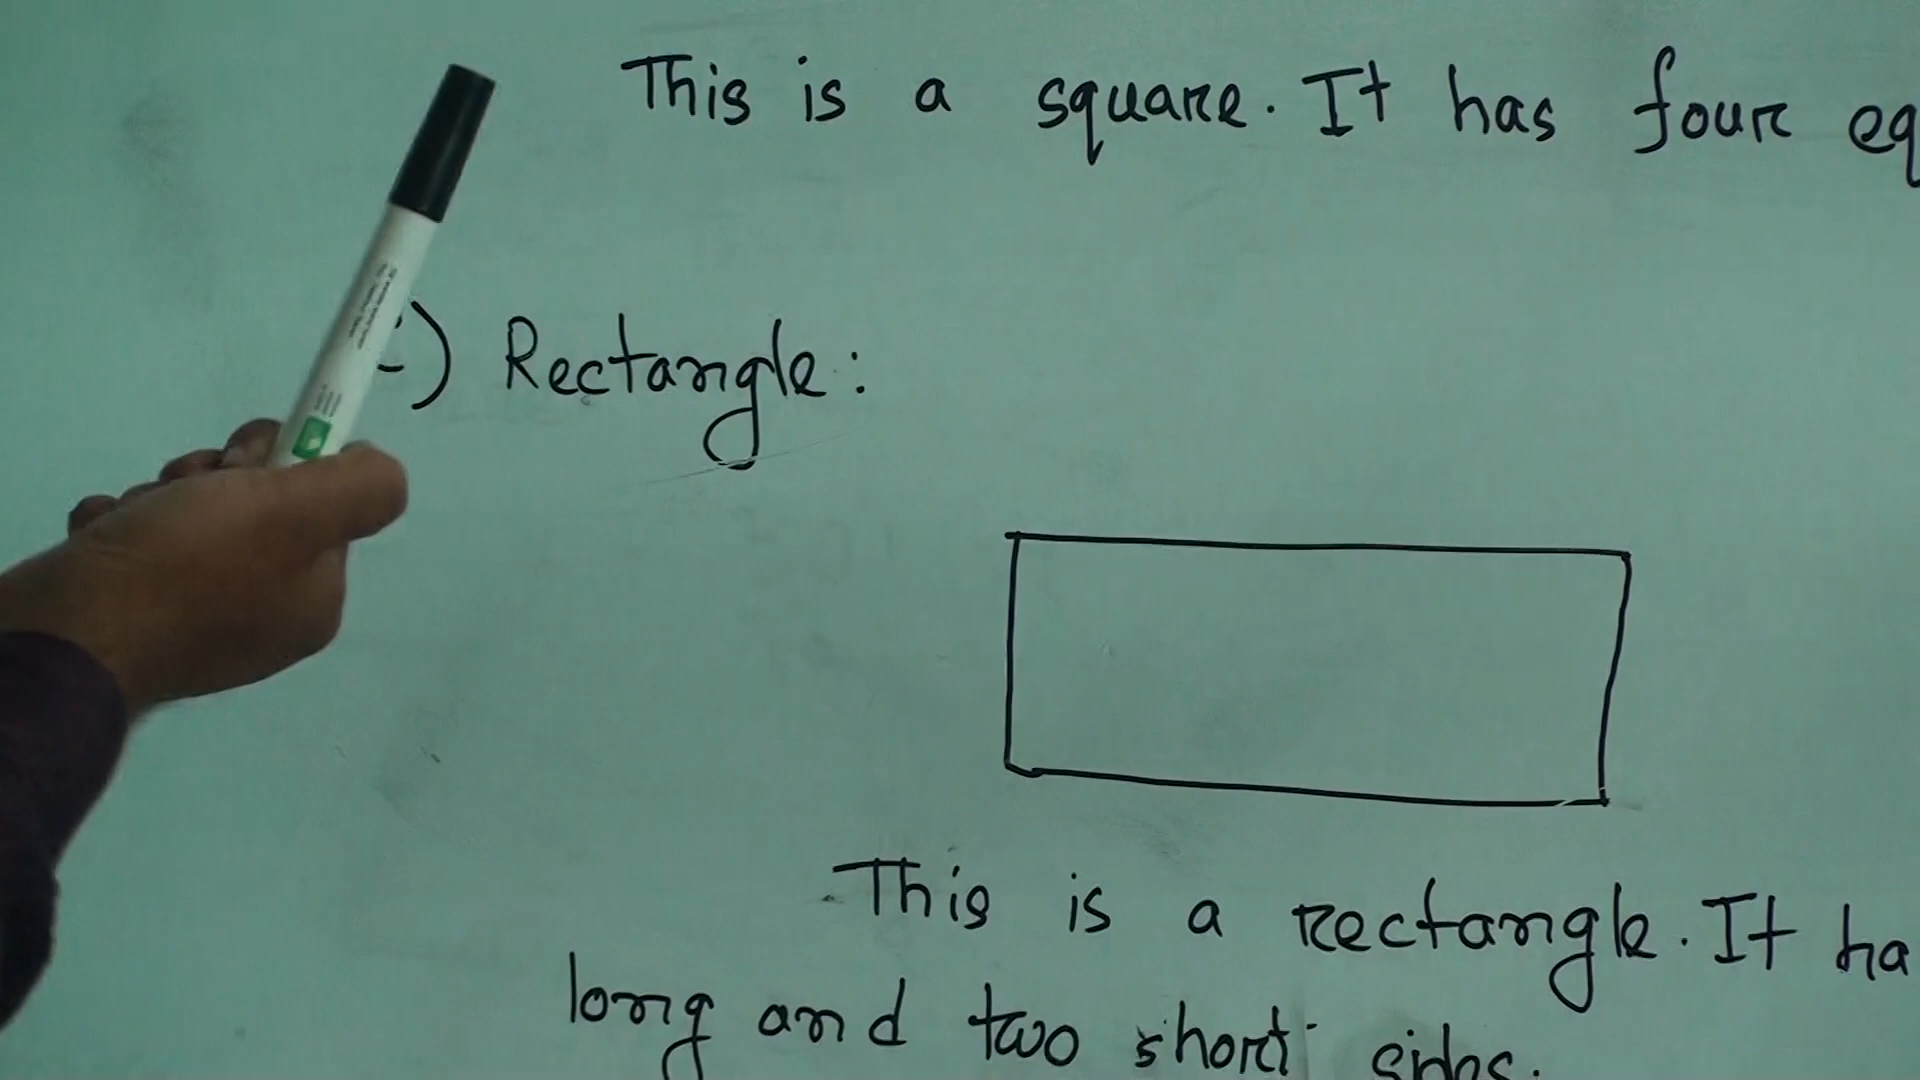 This is a square. It has four eq
) Rectangle:
This is a rectangle. It ha
long and two short sides.